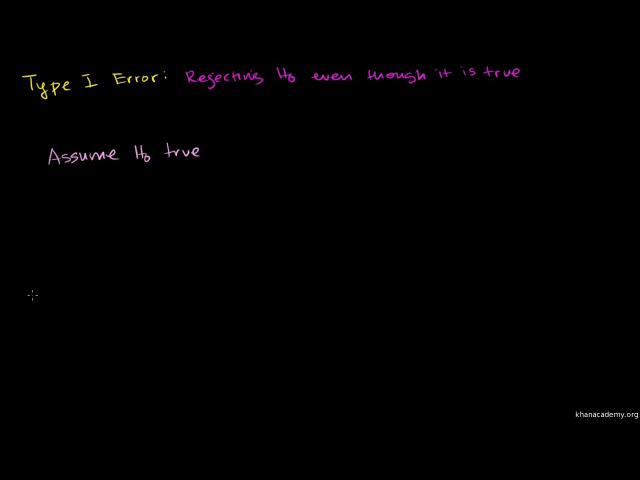 Type I Error: Rejecting H₀ even though it is true
Assume H₀ true
khanacademy.org